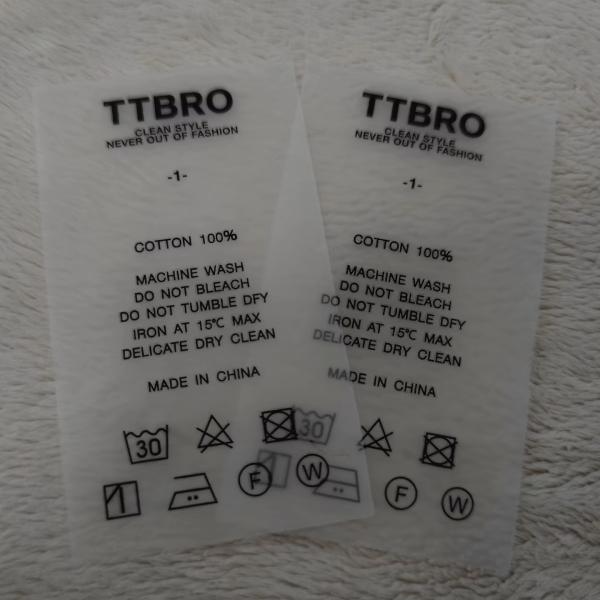 TTBRO
CLEAN STYLE
NEVER OUT OF FASHION
-1-
COTTON 100%
MACHINE WASH
DO NOT BLEACH
DO NOT TUMBLE DFY
IRON AT 15℃ MAX
DELICATE DRY CLEAN
MADE IN CHINA
30
F
W
TTBRO
CLEAN STYLE
NEVER OUT OF FASHION
-1-
COTTON 100%
MACHINE WASH
DO NOT BLEACH
DO NOT TUMBLE DFY
IRON AT 15℃ MAX
DELICATE DRY CLEAN
MADE IN CHINA
30
F
W